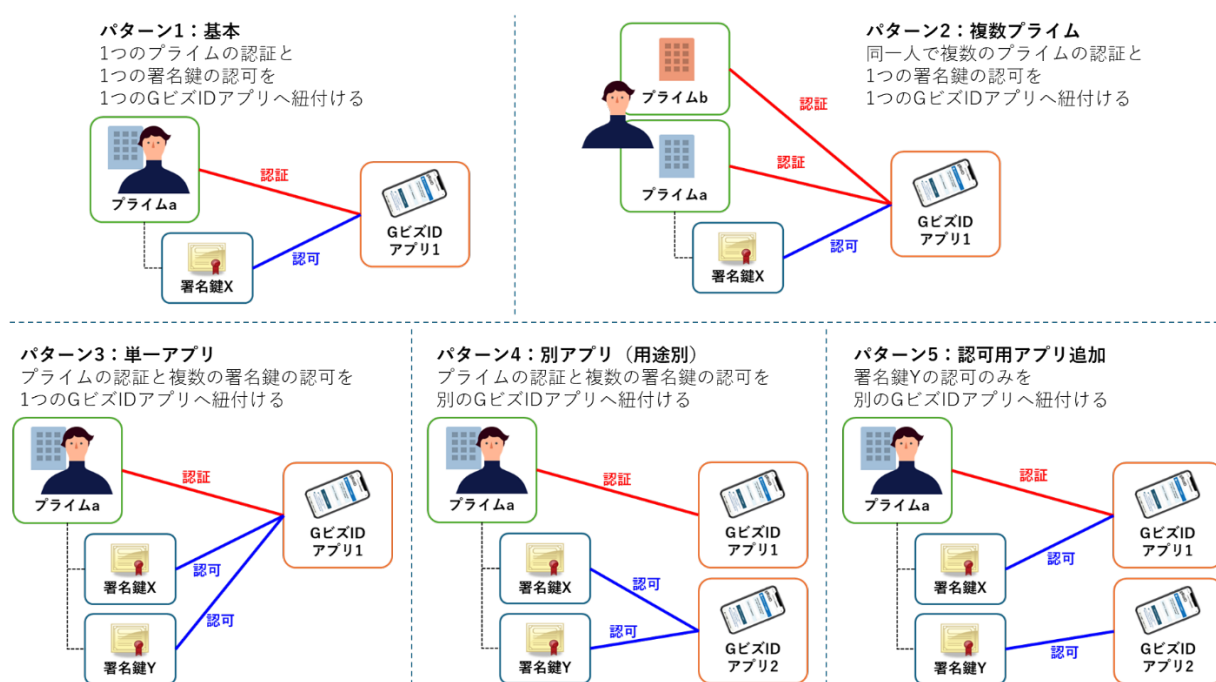 パターン1：基本
1つのプライムの認証と
1つの署名鍵の認可を
1つのGビズIDアプリへ紐付ける
プライムa
認証
GビズID
アプリ1
認可
署名鍵X
パターン2：複数プライム
同一人で複数のプライムの認証と
1つの署名鍵の認可を
1つのGビズIDアプリへ紐付ける
プライムb
認証
プライムa
認証
GビズID
アプリ1
認可
署名鍵X
パターン3：単一アプリ
プライムの認証と複数の署名鍵の認可を
1つのGビズIDアプリへ紐付ける
プライムa
認証
GビズID
アプリ1
認可
署名鍵X
認可
署名鍵Y
パターン4：別アプリ（用途別）
プライムの認証と複数の署名鍵の認可を
別のGビズIDアプリへ紐付ける
プライムa
認証
GビズID
アプリ1
認可
署名鍵X
認可
署名鍵Y
GビズID
アプリ2
パターン5：認可用アプリ追加
署名鍵Yの認可のみを
別のGビズIDアプリへ紐付ける
プライムa
認証
GビズID
アプリ1
認可
署名鍵X
認可
署名鍵Y
GビズID
アプリ2